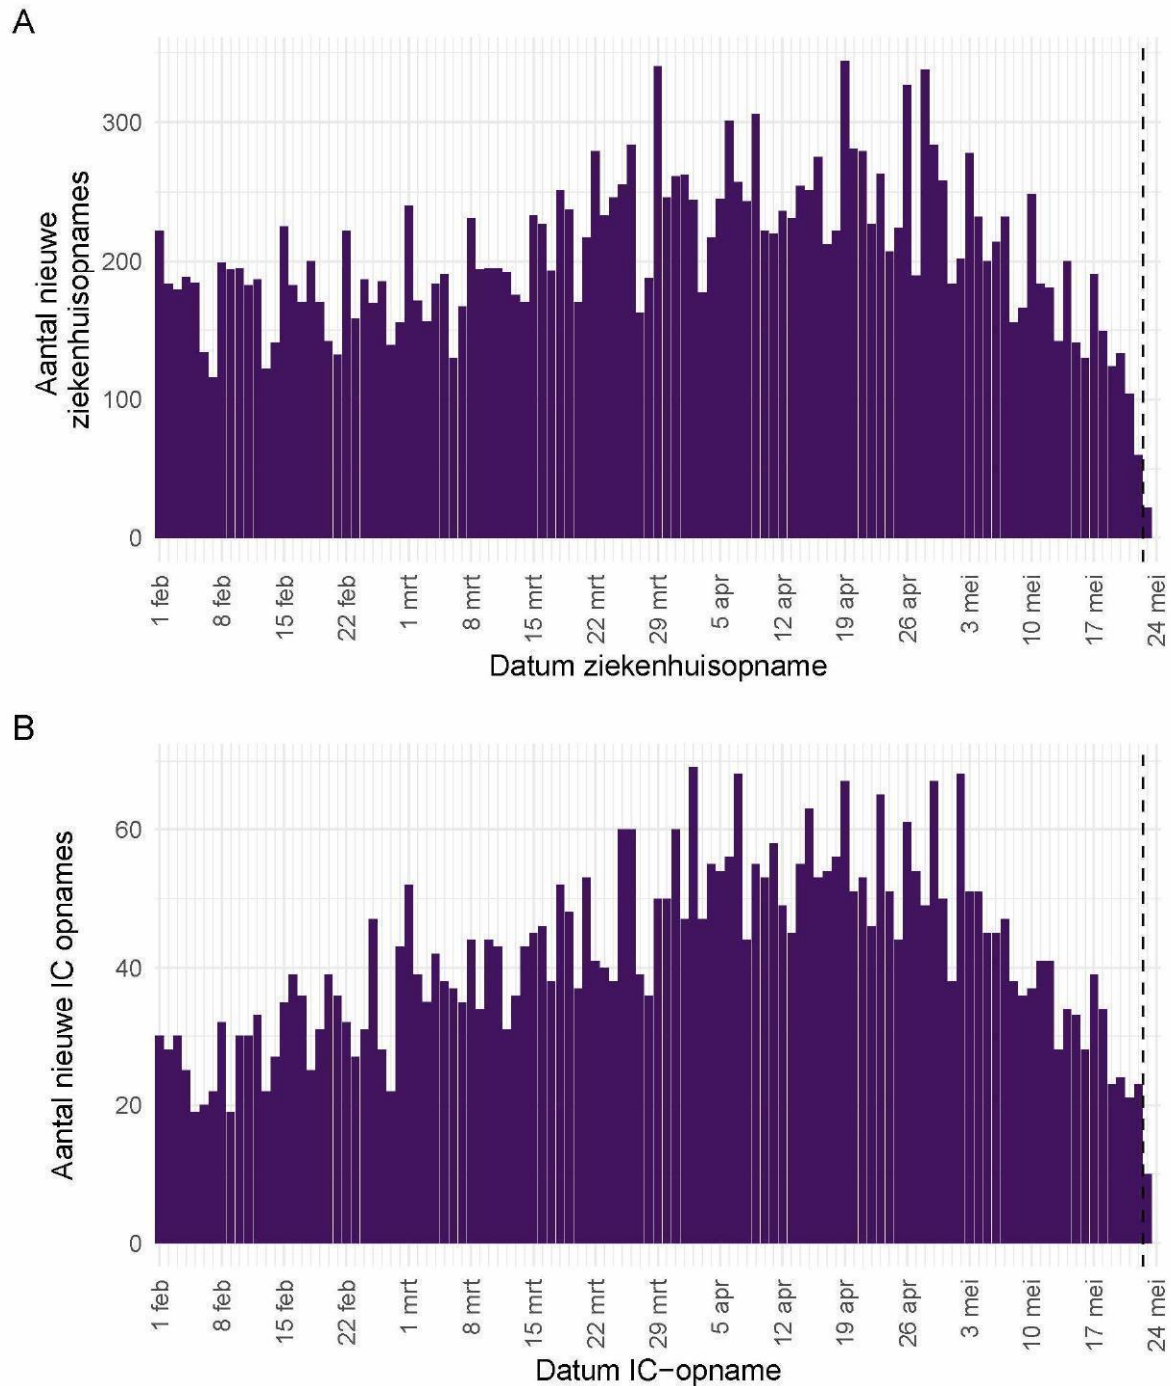 A
300
200
100
0
Aantal nieuwe
ziekenhuisopnames
1 feb
8 feb
15 feb
22 feb
1 mrt
8 mrt
15 mrt
22 mrt
29 mrt
5 apr
12 apr
19 apr
26 apr
3 mei
10 mei
17 mei
24 mei
Datum ziekenhuisopname
B
60
40
20
0
Aantal nieuwe IC opnames
1 feb
8 feb
15 feb
22 feb
1 mrt
8 mrt
15 mrt
22 mrt
29 mrt
5 apr
12 apr
19 apr
26 apr
3 mei
10 mei
17 mei
24 mei
Datum IC−opname